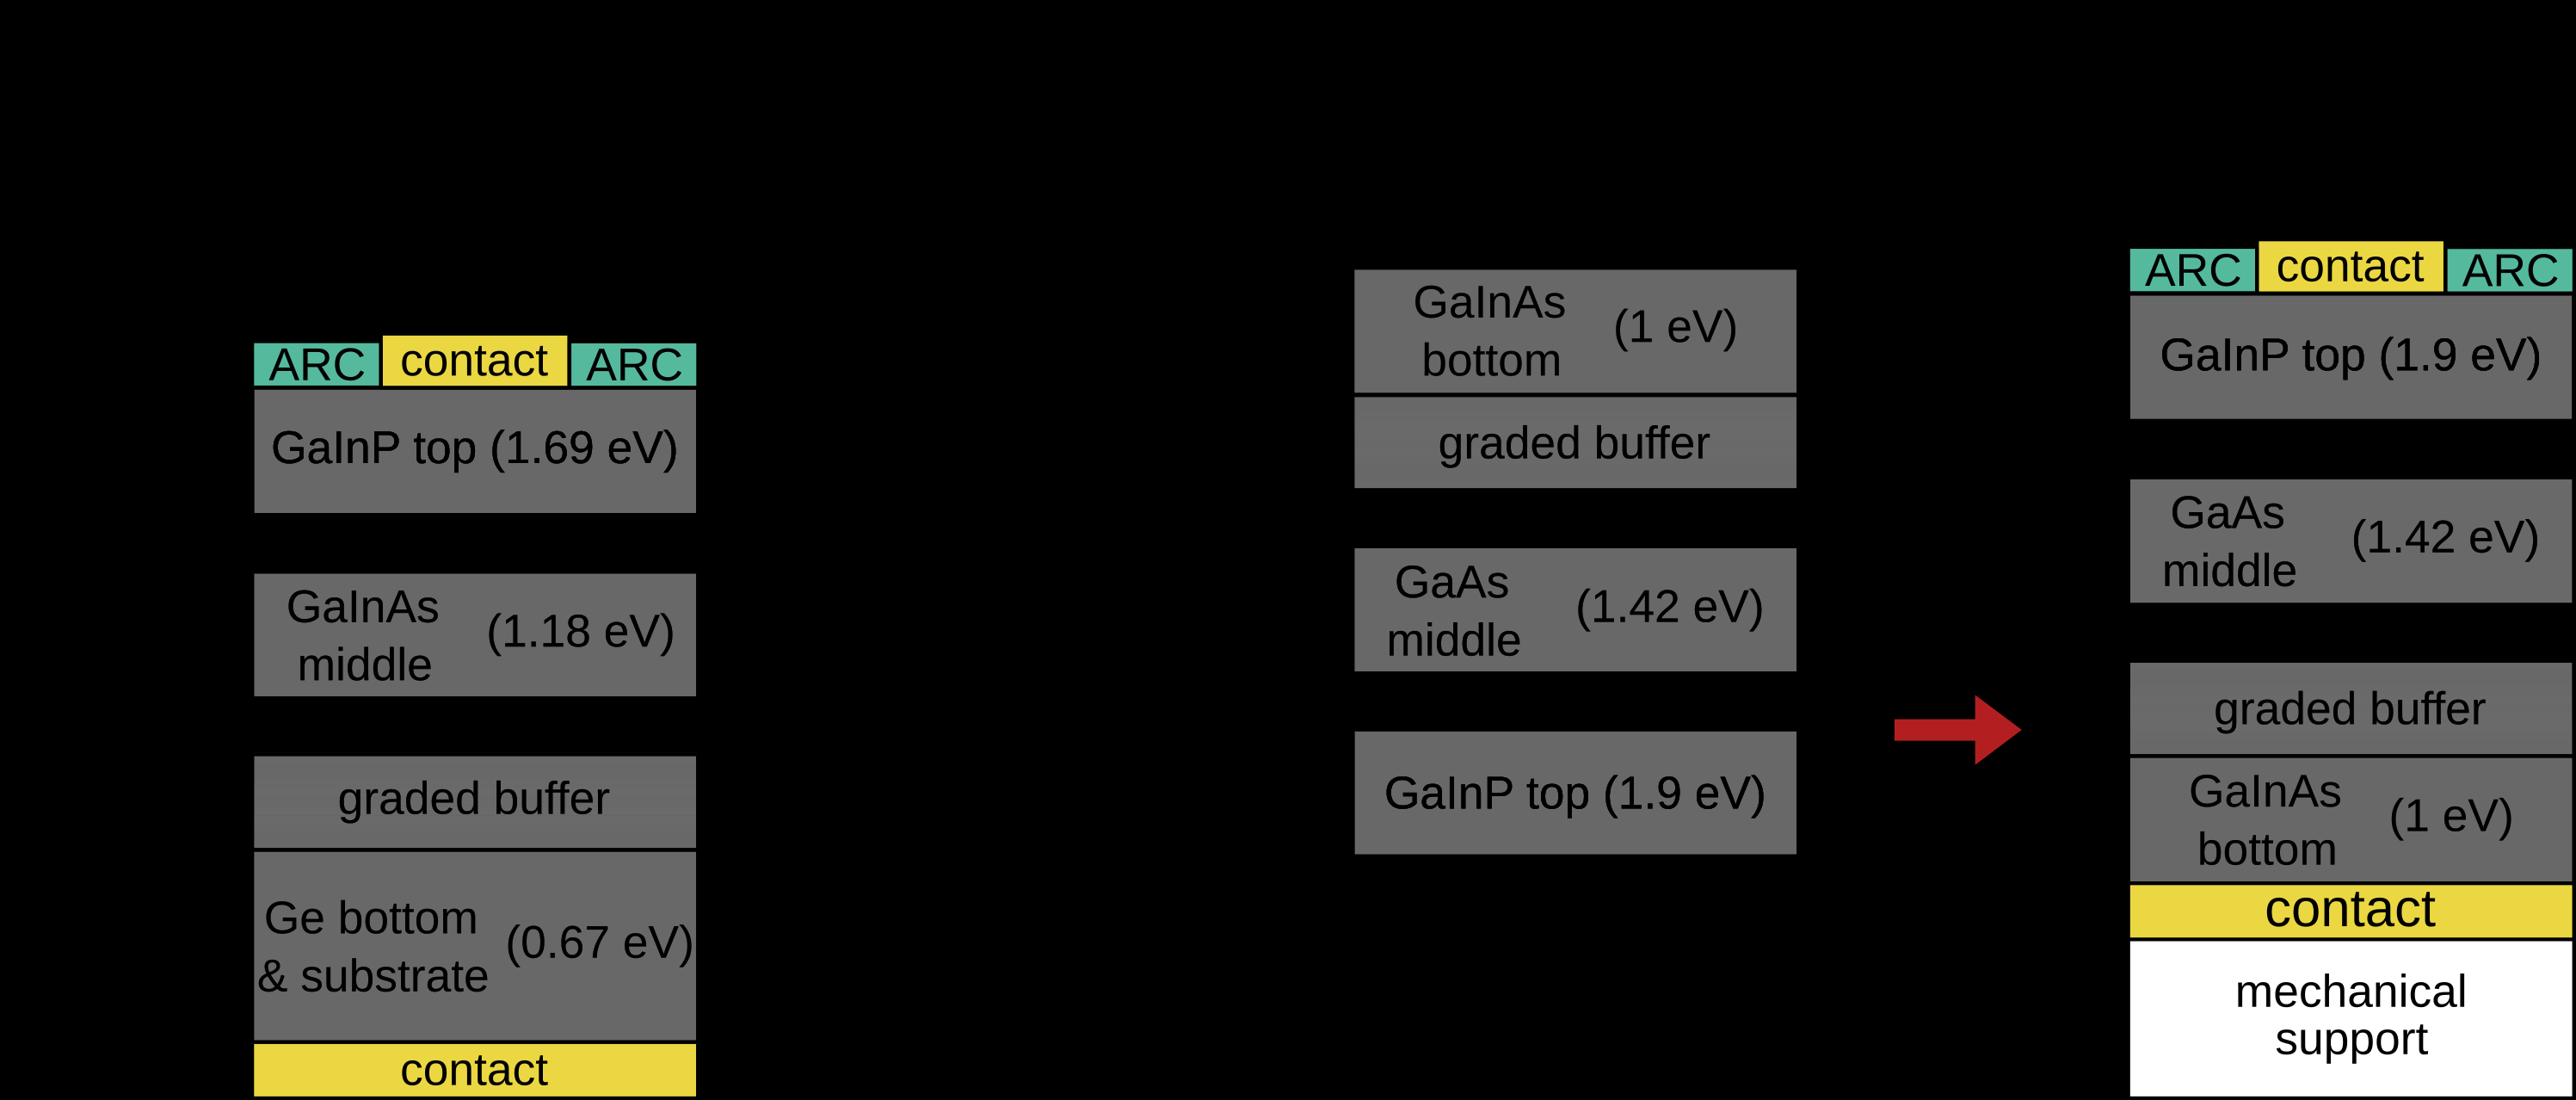 ARC contact ARC
GaInP top (1.69 eV)
GaInAs
middle
(1.18 eV)
graded buffer
Ge bottom
& substrate
(0.67 eV)
contact
GaInAs
bottom
(1 eV)
graded buffer
GaAs
middle
(1.42 eV)
GaInP top (1.9 eV)
ARC contact ARC
GaInP top (1.9 eV)
GaAs
middle
(1.42 eV)
graded buffer
GaInAs
bottom
(1 eV)
contact
mechanical
support